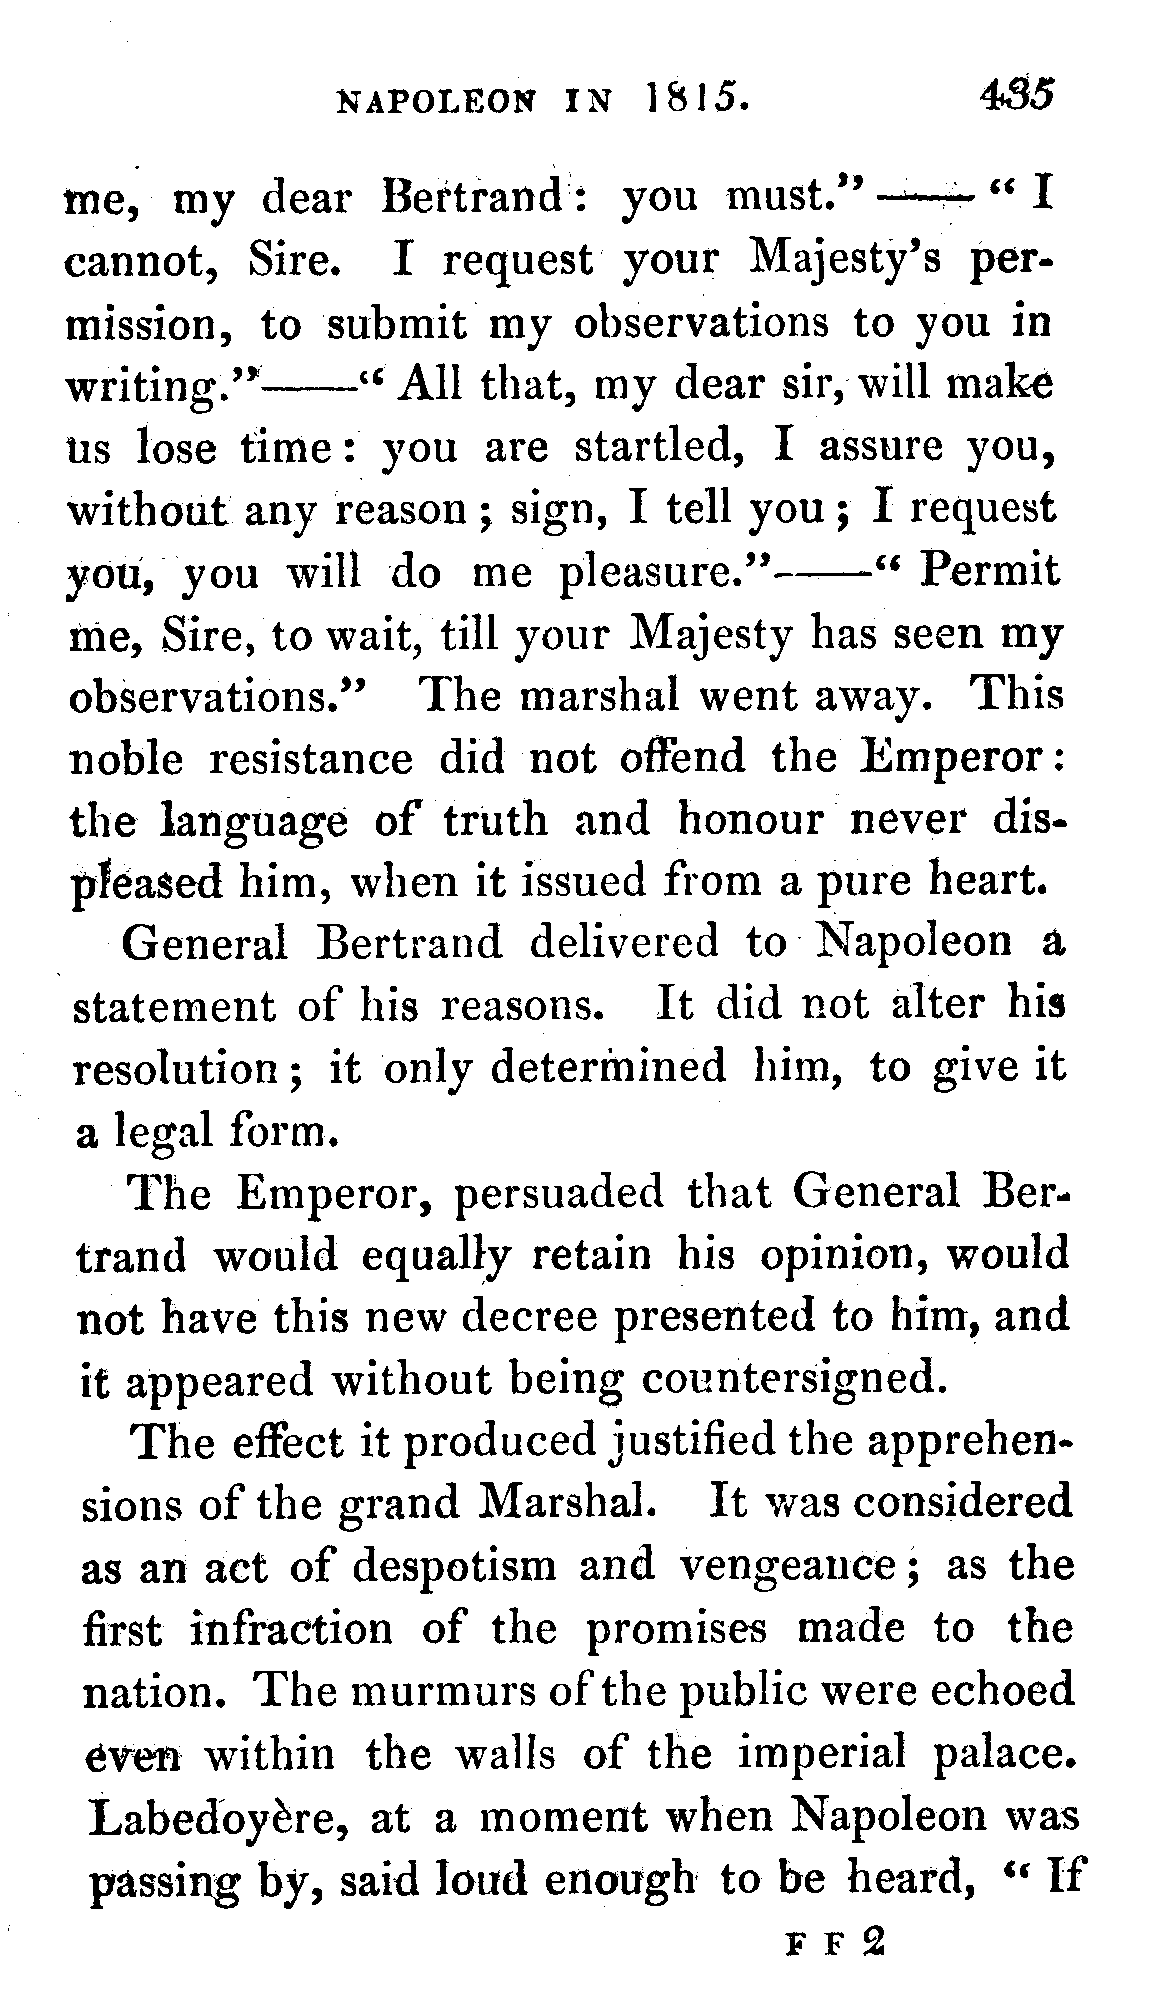 NAPOLEON IN 1815. 435
me, my dear Bertrand: you must."——"I
cannot, Sire. I request your Majesty's per-
mission, to submit my observations to you in
writing."——"All that, my dear sir, will make
us lose time: you are startled, I assure you,
without any reason; sign, I tell you; I request
you, you will do me pleasure."——"Permit
me, Sire, to wait, till your Majesty has seen my
observations." The marshal went away. This
noble resistance did not offend the Emperor:
the language of truth and honour never dis-
pleased him, when it issued from a pure heart.
General Bertrand delivered to Napoleon a
statement of his reasons. It did not alter his
resolution; it only determined him, to give it
a legal form.
The Emperor, persuaded that General Ber-
trand would equally retain his opinion, would
not have this new decree presented to him, and
it appeared without being countersigned.
The effect it produced justified the apprehen-
sions of the grand Marshal. It was considered
as an act of despotism and vengeance; as the
first infraction of the promises made to the
nation. The murmurs of the public were echoed
even within the walls of the imperial palace.
Labedoyère, at a moment when Napoleon was
passing by, said loud enough to be heard, "If
F F 2